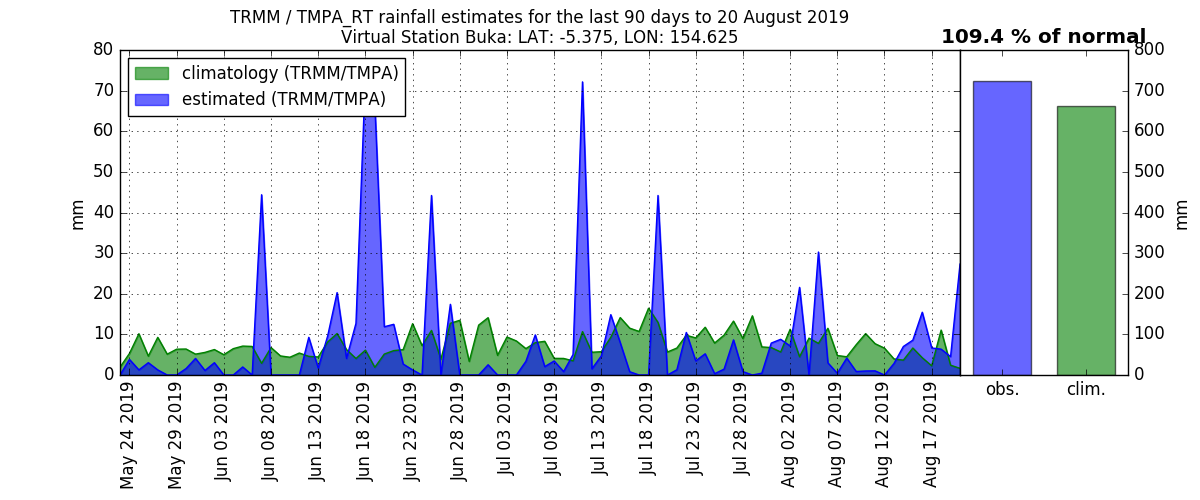 TRMM / TMPA_RT rainfall estimates for the last 90 days to 20 August 2019
Virtual Station Buka: LAT: -5.375, LON: 154.625
109.4 % of normal
climatology (TRMM/TMPA)
estimated (TRMM/TMPA)
mm
80
70
60
50
40
30
20
10
0
May 24 2019
May 29 2019
Jun 03 2019
Jun 08 2019
Jun 13 2019
Jun 18 2019
Jun 23 2019
Jun 28 2019
Jul 03 2019
Jul 08 2019
Jul 13 2019
Jul 18 2019
Jul 23 2019
Jul 28 2019
Aug 02 2019
Aug 07 2019
Aug 12 2019
Aug 17 2019
obs.
clim.
800
700
600
500
400
300
200
100
0
mm